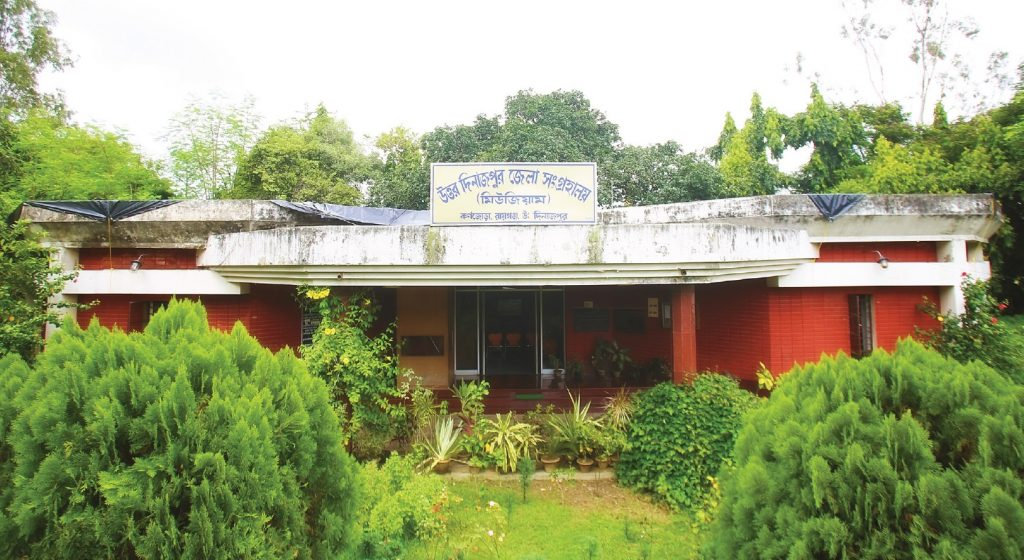 উত্তর দিনাজপুর জেলা সংগ্রহালয়
(মিউজিয়াম)
কর্ণজোড়া, রায়গঞ্জ, উঃ দিনাজপুর